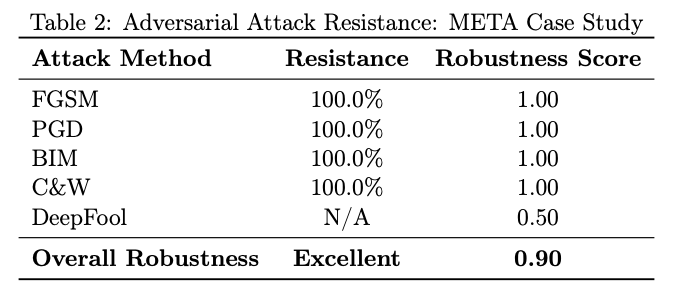 Table 2: Adversarial Attack Resistance: META Case Study
Attack Method Resistance Robustness Score
FGSM 100.0% 1.00
PGD 100.0% 1.00
BIM 100.0% 1.00
C&W 100.0% 1.00
DeepFool N/A 0.50
Overall Robustness Excellent 0.90